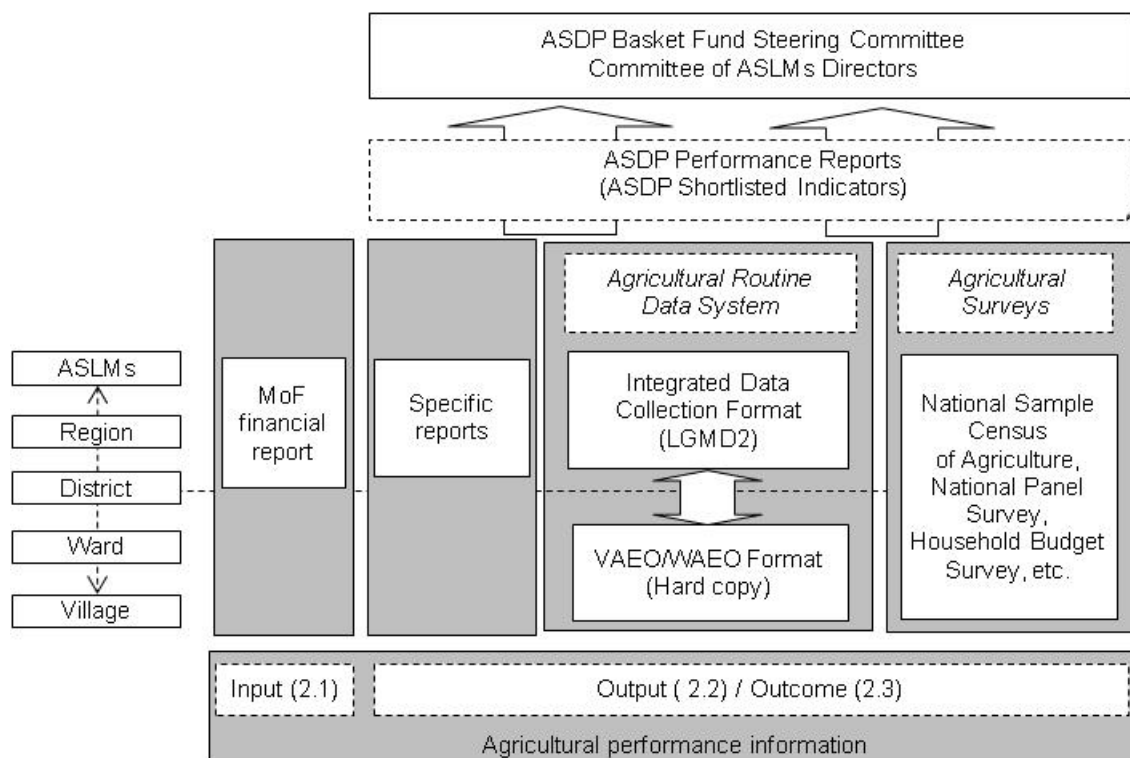 ASDP Basket Fund Steering Committee
Committee of ASLMs Directors
ASDP Performance Reports
(ASDP Shortlisted Indicators)
Agricultural Routine
Data System
Agricultural
Surveys
ASLMs
Region
District
Ward
Village
MoF
financial
report
Specific
reports
Integrated Data
Collection Format
(LGMD2)
VAEO/WAEO Format
(Hard copy)
National Sample
Census
of Agriculture,
National Panel
Survey,
Household Budget
Survey, etc.
Input (2.1)
Output ( 2.2) / Outcome (2.3)
Agricultural performance information